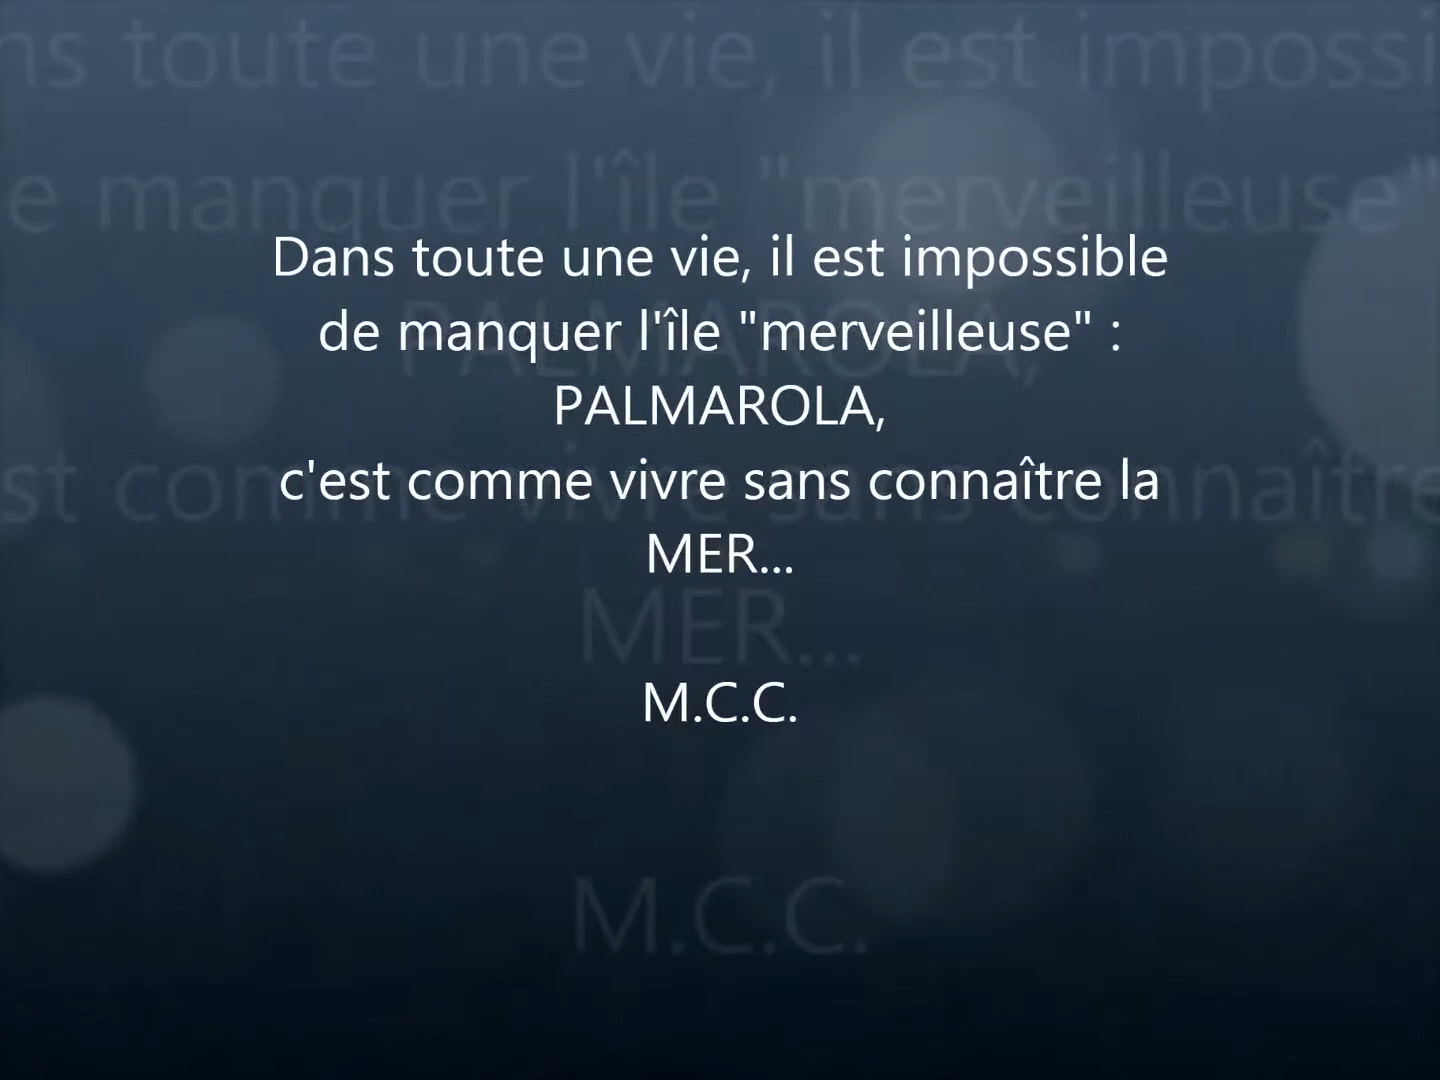 Dans toute une vie, il est impossible
de manquer l'île "merveilleuse" :
PALMAROLA,
c'est comme vivre sans connaître la
MER...
M.C.C.